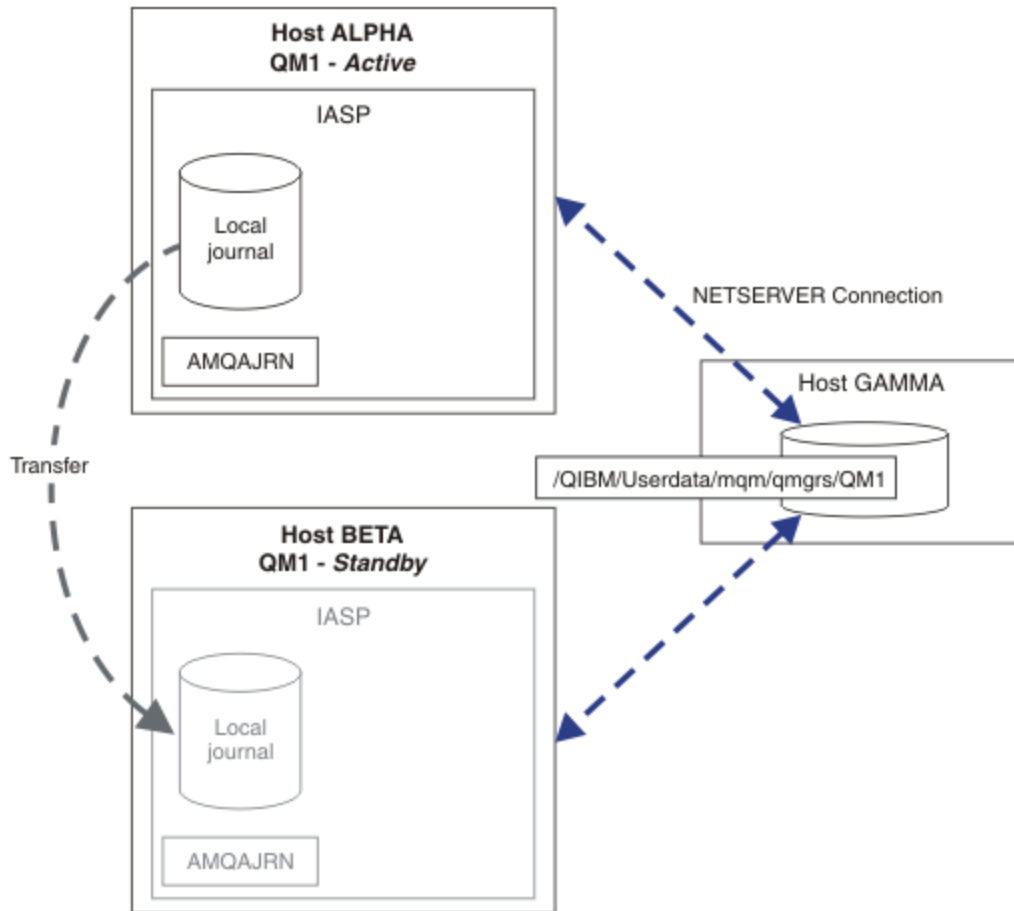 Host ALPHA
QM1 - Active
IASP
Local
journal
AMQAJRN
NETSERVER Connection
Host GAMMA
/QIBM/Userdata/mqm/qmgrs/QM1
Transfer
Host BETA
QM1 - Standby
IASP
Local
journal
AMQAJRN